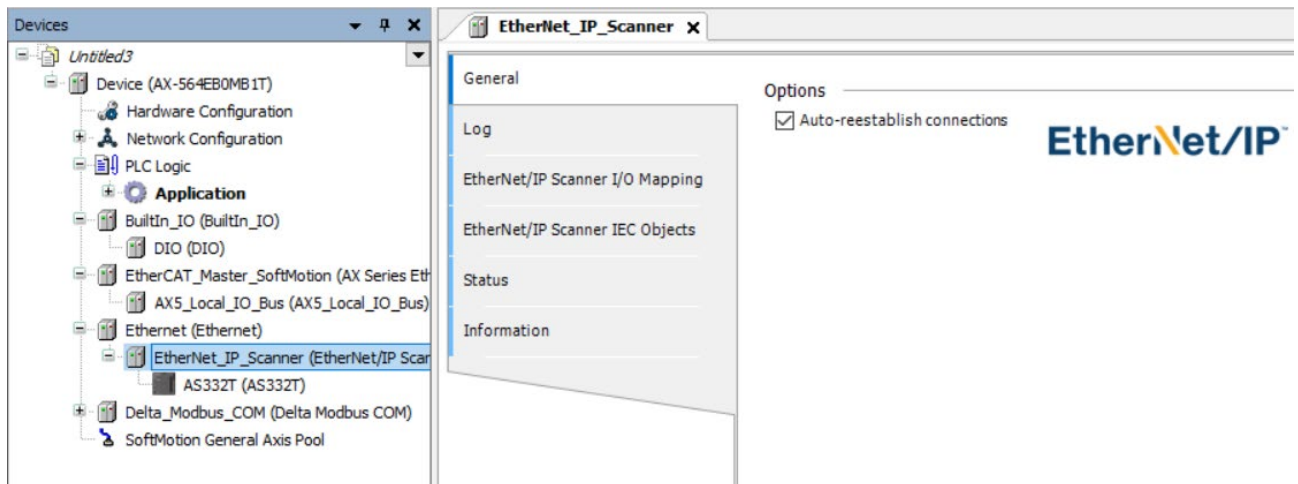 Devices
Untitled3
Device (AX-564EB0MB1T)
Hardware Configuration
Network Configuration
PLC Logic
Application
BuiltIn_IO (BuiltIn_IO)
DIO (DIO)
EtherCAT_Master_SoftMotion (AX Series Eth
AX5_Local_IO_Bus (AX5_Local_IO_Bus)
Ethernet (Ethernet)
EtherNet_IP_Scanner (EtherNet/IP Scar
AS332T (AS332T)
Delta_Modbus_COM (Delta Modbus COM)
SoftMotion General Axis Pool
EtherNet_IP_Scanner
General
Log
EtherNet/IP Scanner I/O Mapping
EtherNet/IP Scanner IEC Objects
Status
Information
Options
Auto-reestablish connections
EtherNet/IP™